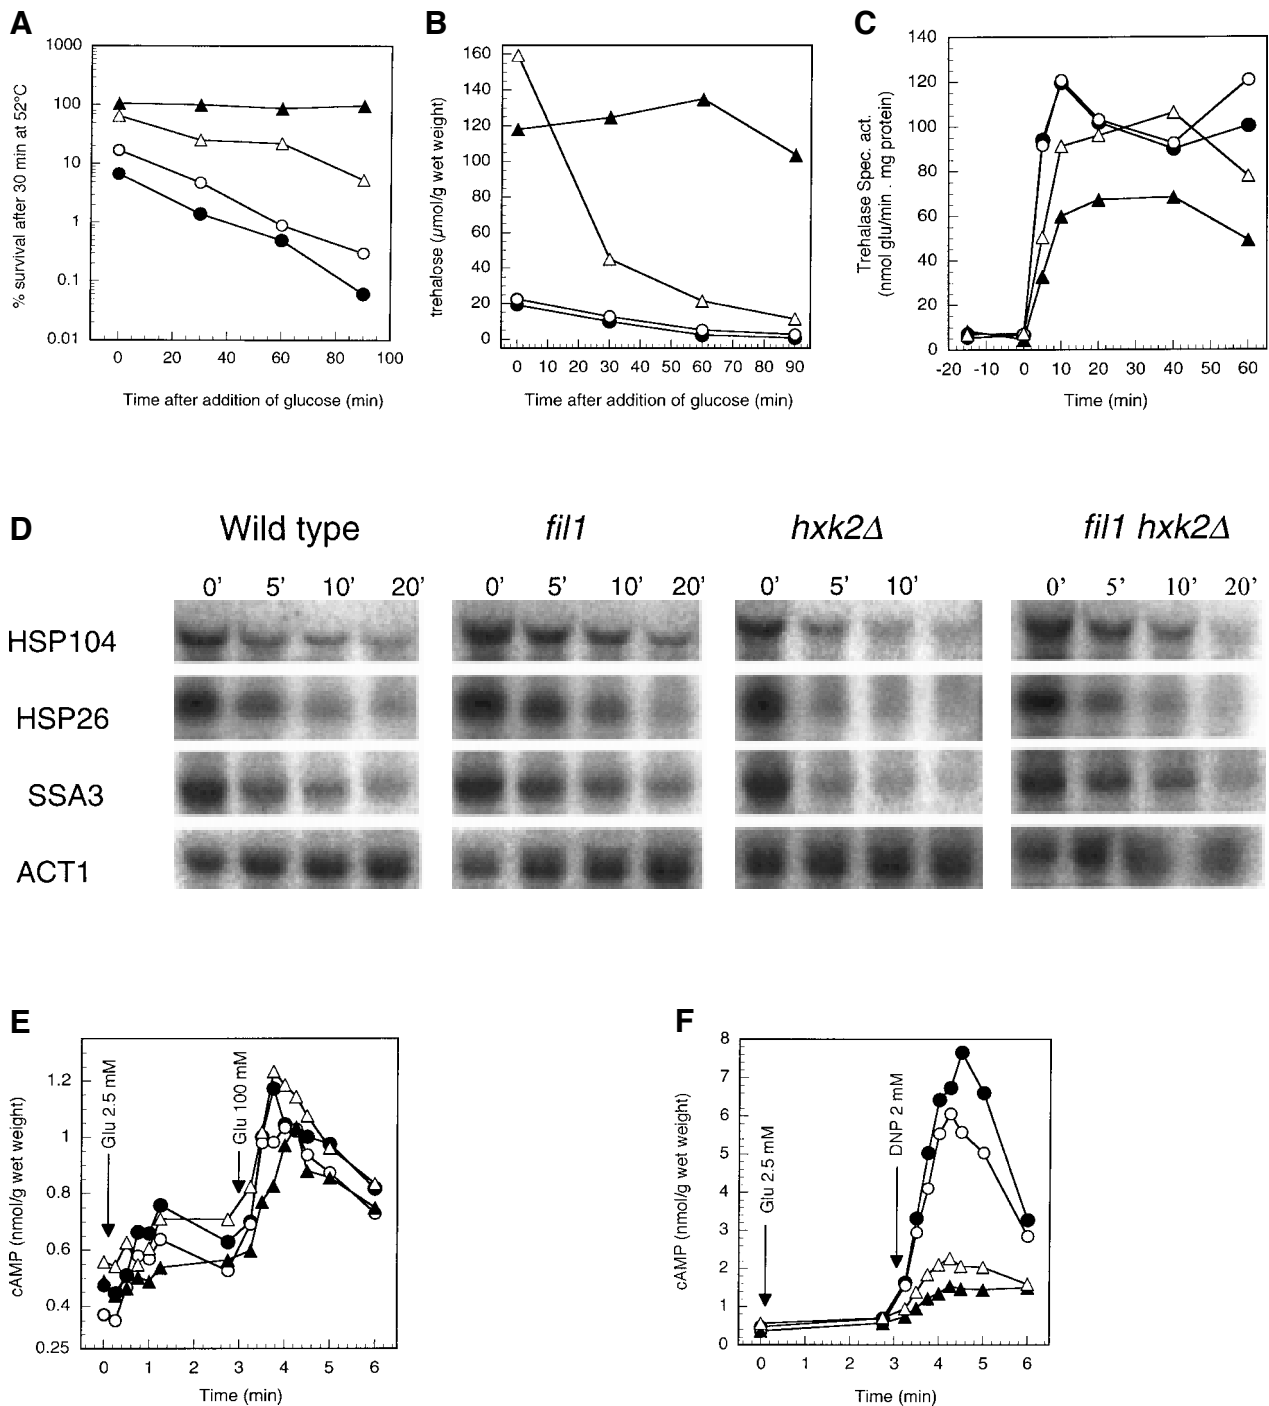 A
B
C
1000
100
10
1
0.1
0.01
% survival after 30 min at 52°C
0 20 40 60 80 100
Time after addition of glucose (min)
160
140
120
100
80
60
40
20
0
trehalose (µmol/g wet weight)
0 10 20 30 40 50 60 70 80 90
Time after addition of glucose (min)
140
120
100
80
60
40
20
0
Trehalase Spec. act.
(nmol glu/min . mg protein)
-20 -10 0 10 20 30 40 50 60
Time (min)
D
Wild type
fil1
hxk2Δ
fil1 hxk2Δ
0' 5' 10' 20'
0' 5' 10' 20'
0' 5' 10'
0' 5' 10' 20'
HSP104
HSP26
SSA3
ACT1
E
F
1.2
1
0.8
0.6
0.4
0.25
cAMP (nmol/g wet weight)
Glu 2.5 mM
Glu 100 mM
0 1 2 3 4 5 6
Time (min)
8
7
6
5
4
3
2
1
0
cAMP (nmol/g wet weight)
Glu 2.5 mM
DNP 2 mM
0 1 2 3 4 5 6
Time (min)